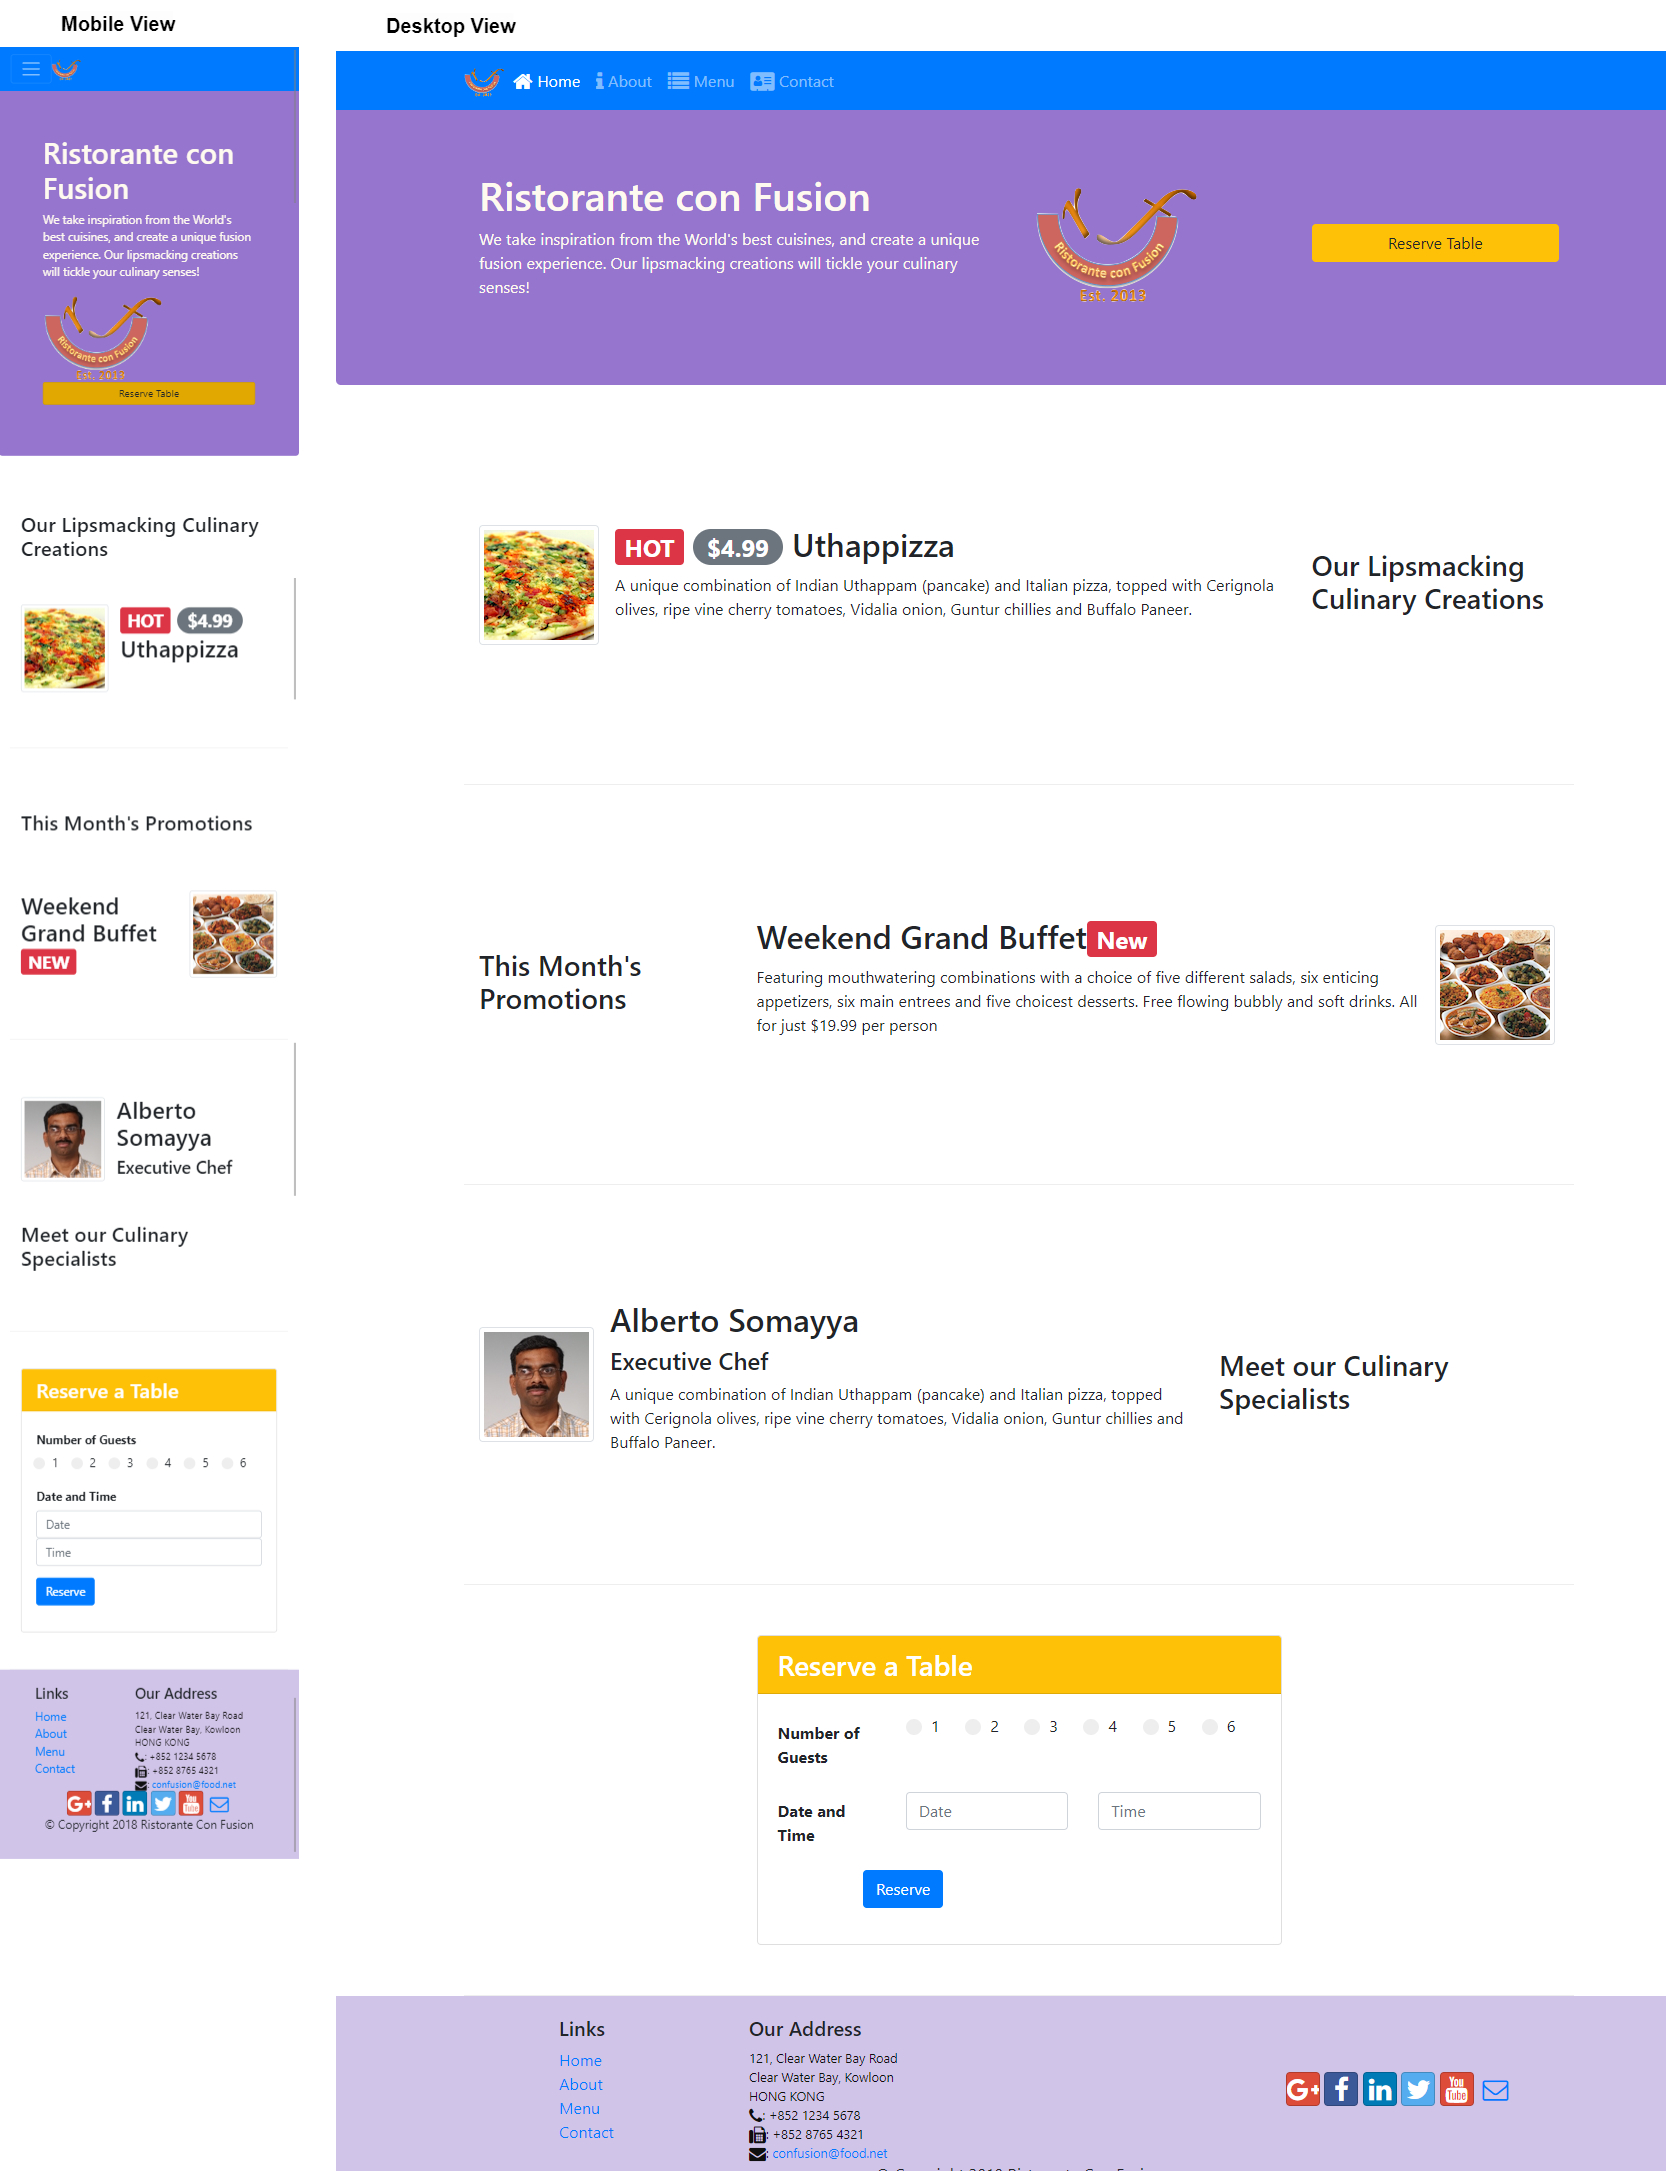 Mobile View
Ristorante con
Fusion
We take inspiration from the World's
best cuisines, and create a unique fusion
experience. Our lipsmacking creations
will tickle your culinary senses!
Ristorante con Fusion
Est. 2019
Reserve Table
Our Lipsmacking Culinary
Creations
HOT $4.99
Uthappizza
This Month's Promotions
Weekend
Grand Buffet
NEW
Alberto
Somayya
Executive Chef
Meet our Culinary
Specialists
Reserve a Table
Number of Guests
1 2 3 4 5 6
Date and Time
Date
Time
Reserve
Links
Home
About
Menu
Contact
Our Address
121, Clear Water Bay Road
Clear Water Bay, Kowloon
HONG KONG
: +852 1234 5678
: +852 8765 4321
: confusion@food.net
G+ f in You Tube
© Copyright 2018 Ristorante Con Fusion
Desktop View
Home About Menu Contact
Ristorante con Fusion
We take inspiration from the World's best cuisines, and create a unique
fusion experience. Our lipsmacking creations will tickle your culinary
senses!
Ristorante con Fusion
Est. 2019
Reserve Table
HOT $4.99 Uthappizza
A unique combination of Indian Uthappam (pancake) and Italian pizza, topped with Cerignola
olives, ripe vine cherry tomatoes, Vidalia onion, Guntur chillies and Buffalo Paneer.
Our Lipsmacking
Culinary Creations
This Month's
Promotions
Weekend Grand Buffet New
Featuring mouthwatering combinations with a choice of five different salads, six enticing
appetizers, six main entrees and five choicest desserts. Free flowing bubbly and soft drinks. All
for just $19.99 per person
Alberto Somayya
Executive Chef
A unique combination of Indian Uthappam (pancake) and Italian pizza, topped
with Cerignola olives, ripe vine cherry tomatoes, Vidalia onion, Guntur chillies and
Buffalo Paneer.
Meet our Culinary
Specialists
Reserve a Table
Number of
Guests
1 2 3 4 5 6
Date and
Time
Date
Time
Reserve
Links
Home
About
Menu
Contact
Our Address
121, Clear Water Bay Road
Clear Water Bay, Kowloon
HONG KONG
: +852 1234 5678
: +852 8765 4321
: confusion@food.net
G+ f in You Tube